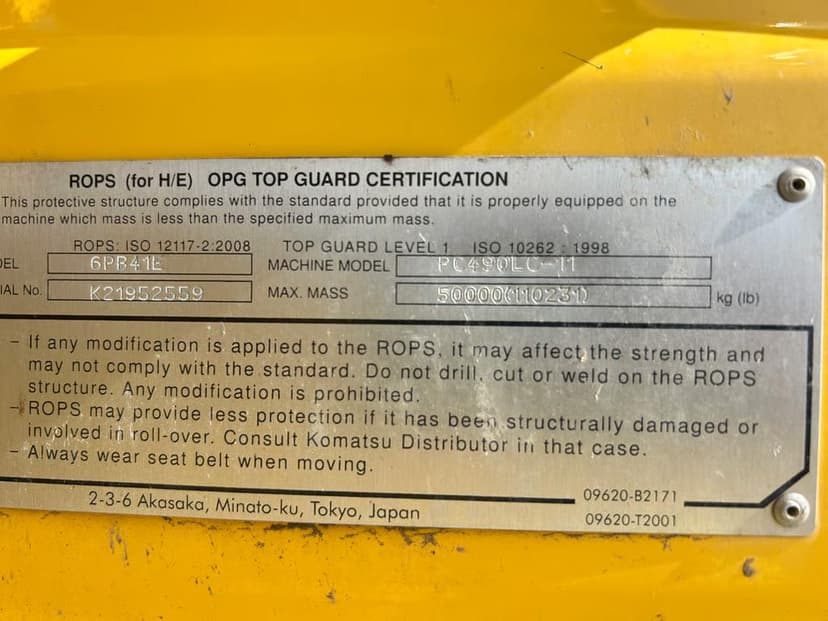 ROPS (for H/E) OPG TOP GUARD CERTIFICATION
This protective structure complies with the standard provided that it is properly equipped on the
machine which mass is less than the specified maximum mass.
ROPS: ISO 12117-2:2008 TOP GUARD LEVEL 1 ISO 10262 : 1998
DEL 6PB41E MACHINE MODEL PC490LC-11
IAL No. K21952559 MAX. MASS 50000(110231) kg (lb)
– If any modification is applied to the ROPS, it may affect the strength and
may not comply with the standard. Do not drill, cut or weld on the ROPS
structure. Any modification is prohibited.
– ROPS may provide less protection if it has been structurally damaged or
involved in roll-over. Consult Komatsu Distributor in that case.
– Always wear seat belt when moving.
2-3-6 Akasaka, Minato-ku, Tokyo, Japan
09620-B2171
09620-T2001